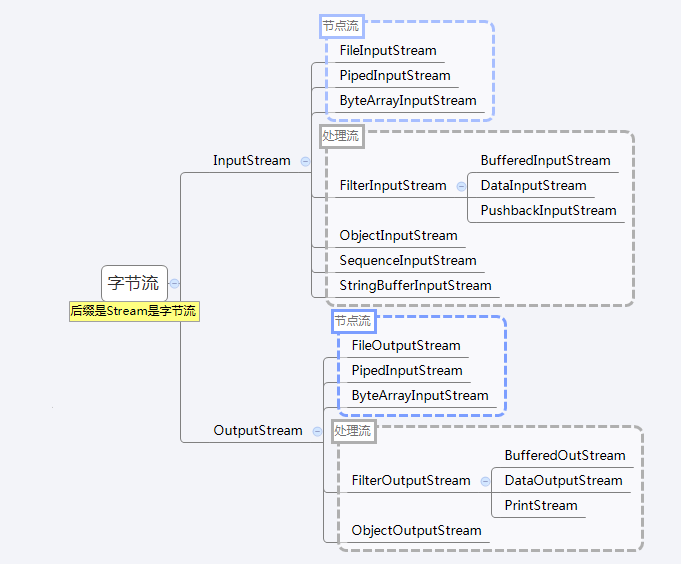 节点流
FileInputStream
PipedInputStream
ByteArrayInputStream
处理流
InputStream
BufferedInputStream
FilterInputStream
DataInputStream
PushbackInputStream
ObjectInputStream
SequenceInputStream
StringBufferInputStream
字节流
后缀是Stream是字节流
节点流
FileOutputStream
PipedInputStream
ByteArrayInputStream
OutputStream
处理流
BufferedOutStream
FilterOutputStream
DataOutputStream
PrintStream
ObjectOutputStream